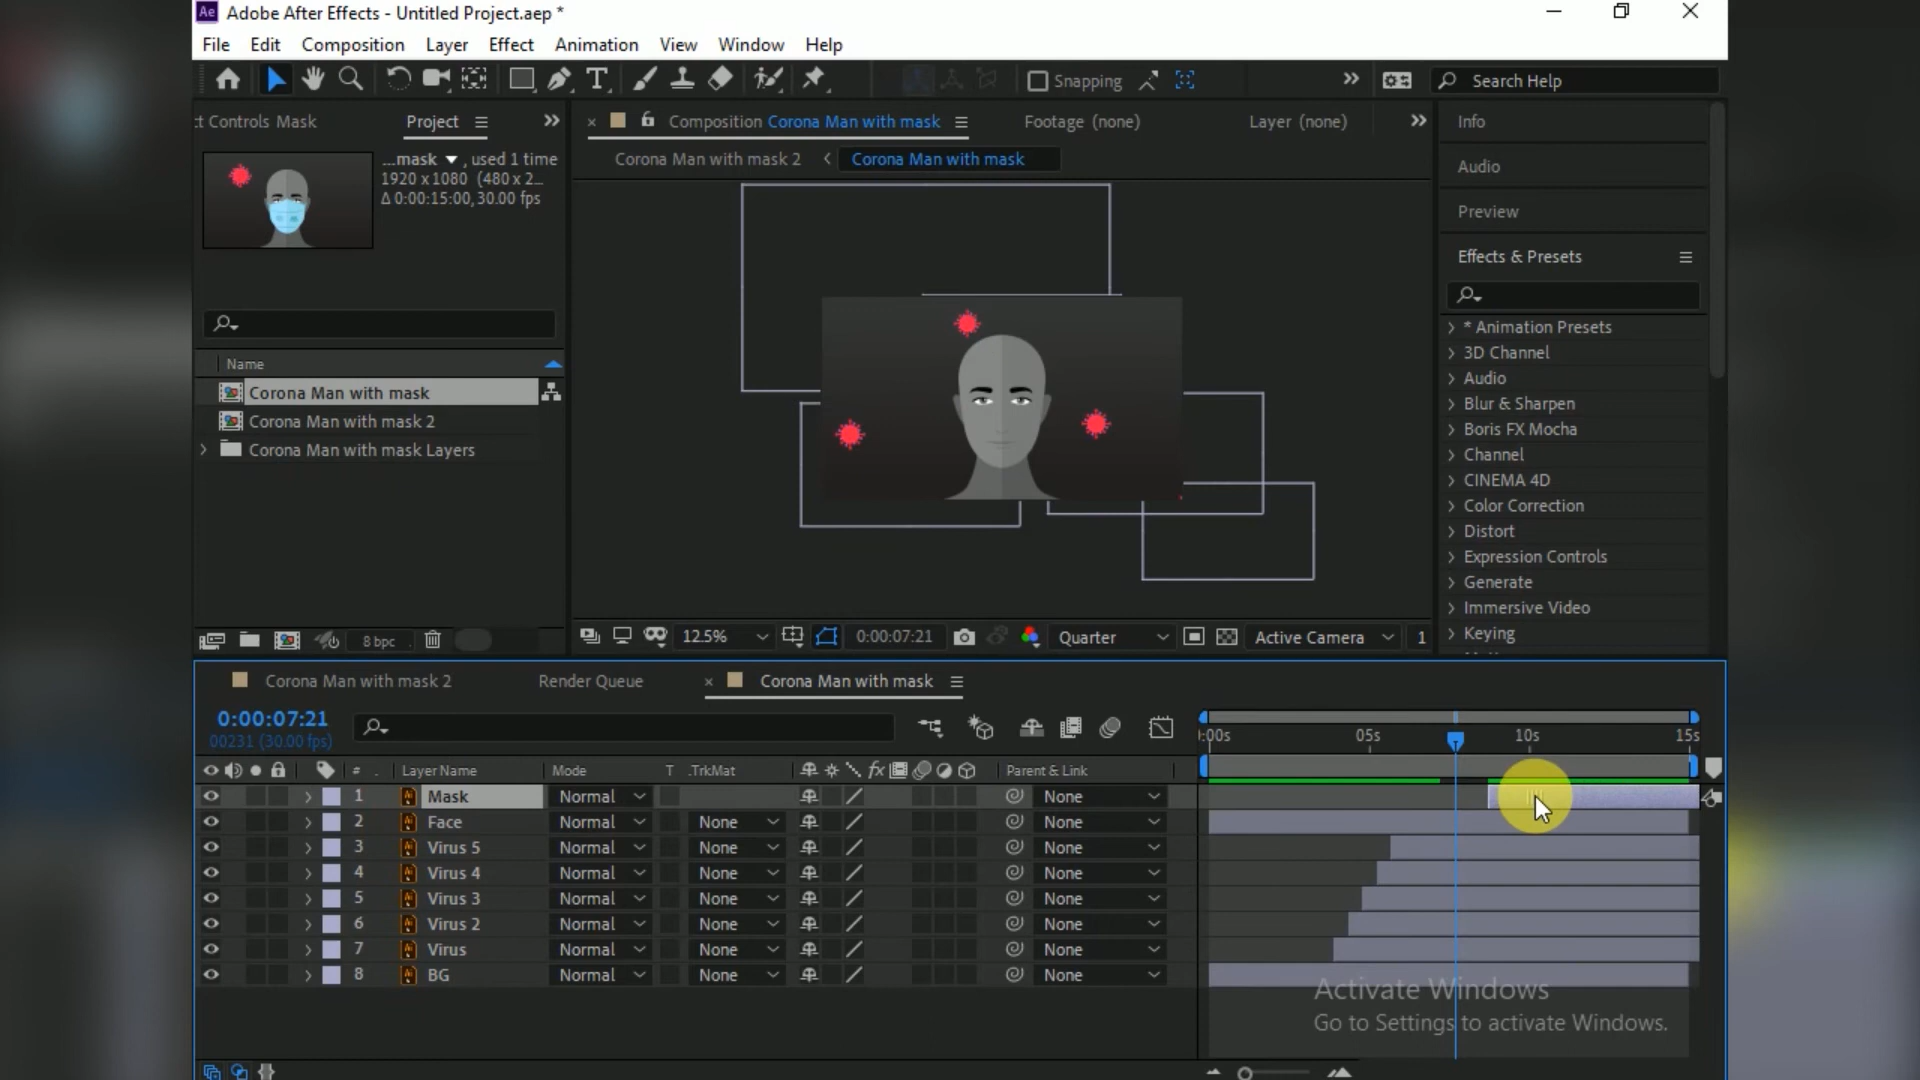 Ae Adobe After Effects - Untitled Project.aep *
File Edit Composition Layer Effect Animation View Window Help
Snapping
Search Help
ct Controls Mask
Project
...mask ▼, used 1 time
1920 x 1080 (480 x 2...
Δ 0:00:15:00, 30.00 fps
Name
Corona Man with mask
Corona Man with mask 2
Corona Man with mask Layers
8 bpc
Composition Corona Man with mask
Footage (none)
Layer (none)
Corona Man with mask 2 Corona Man with mask
12.5% 0:00:07:21 Quarter Active Camera 1
Info
Audio
Preview
Effects & Presets
* Animation Presets
3D Channel
Audio
Blur & Sharpen
Boris FX Mocha
Channel
CINEMA 4D
Color Correction
Distort
Expression Controls
Generate
Immersive Video
Keying
Corona Man with mask 2 Render Queue Corona Man with mask
0:00:07:21
00231 (30.00 fps)
:00s 05s 10s 15s
# Layer Name Mode T .TrkMat fx Parent & Link
1 Mask Normal None
2 Face Normal None None
3 Virus 5 Normal None None
4 Virus 4 Normal None None
5 Virus 3 Normal None None
6 Virus 2 Normal None None
7 Virus Normal None None
8 BG Normal None None
Activate Windows
Go to Settings to activate Windows.